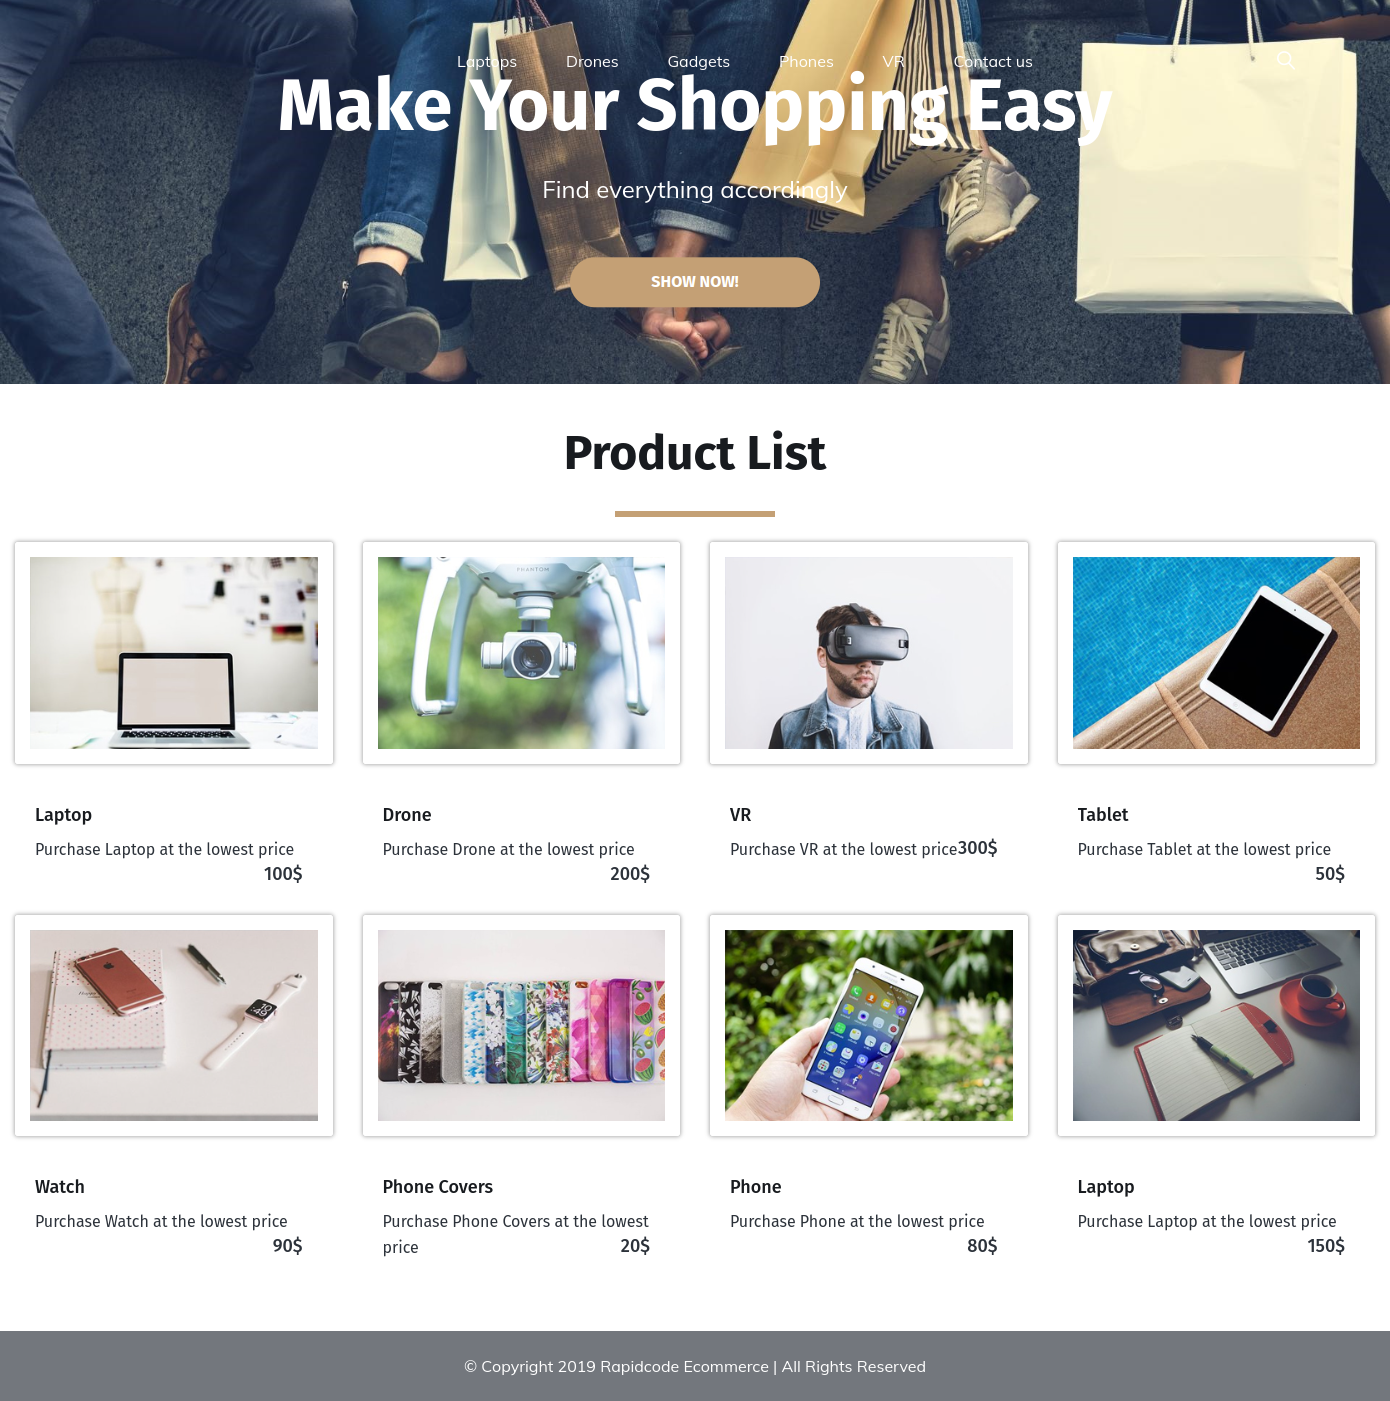 Laptops Drones Gadgets Phones VR Contact us
Make Your Shopping Easy
Find everything accordingly
SHOW NOW!
Product List
PHANTOM
Laptop
Purchase Laptop at the lowest price
100$
Drone
Purchase Drone at the lowest price
200$
VR
Purchase VR at the lowest price300$
Tablet
Purchase Tablet at the lowest price
50$
Watch
Purchase Watch at the lowest price
90$
Phone Covers
Purchase Phone Covers at the lowest
price 20$
Phone
Purchase Phone at the lowest price
80$
Laptop
Purchase Laptop at the lowest price
150$
© Copyright 2019 Rapidcode Ecommerce | All Rights Reserved